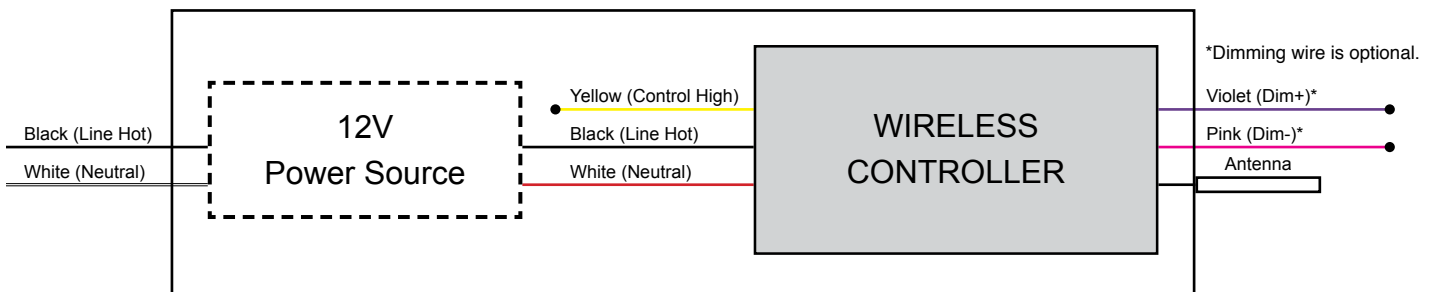 *Dimming wire is optional.
Black (Line Hot)
White (Neutral)
12V
Power Source
Yellow (Control High)
Black (Line Hot)
White (Neutral)
WIRELESS
CONTROLLER
Violet (Dim+)*
Pink (Dim-)*
Antenna